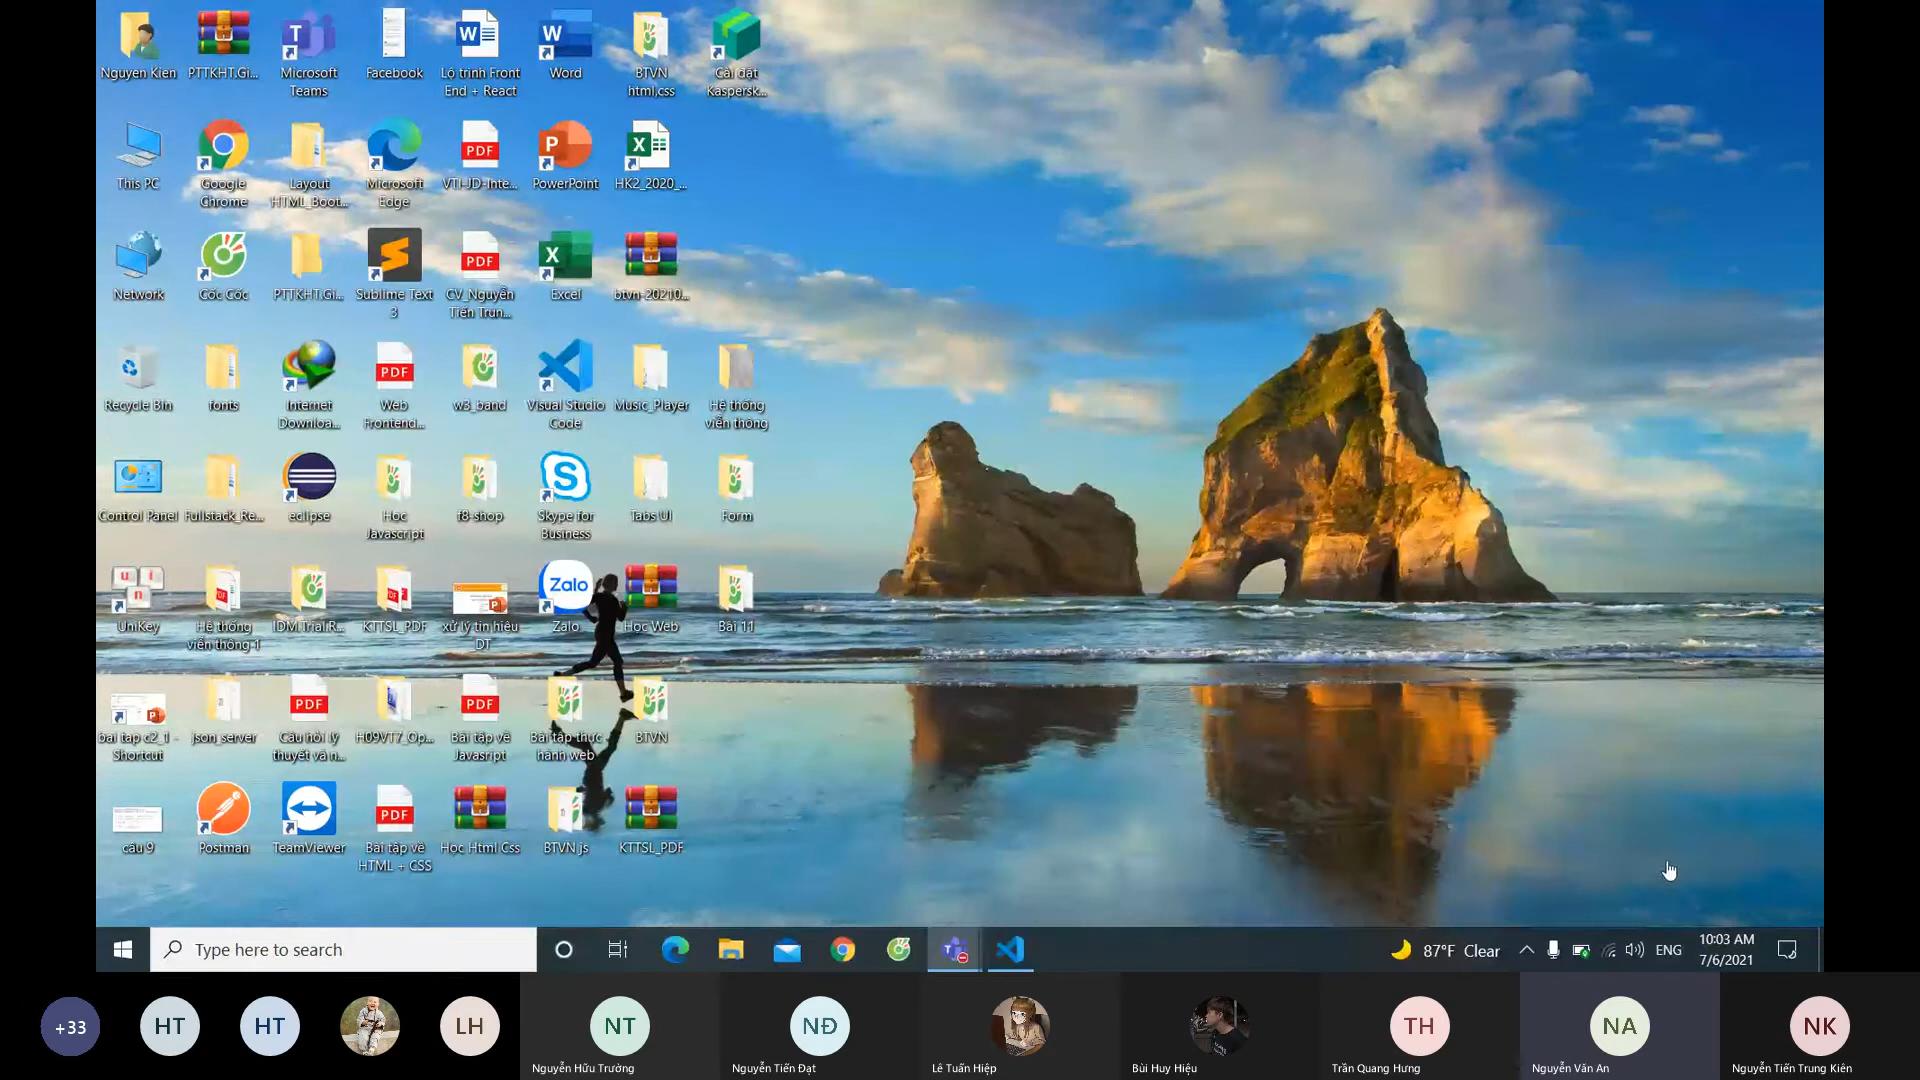 Nguyen Kien
PTTKHT.Gi...
Microsoft
Teams
Facebook
Lộ trình Front
End + React
Word
BTVN
html,css
Cài đặt
Kaspersk...
This PC
Google
Chrome
Layout
HTML_Boot...
Microsoft
Edge
VTI-JD-Inte...
PowerPoint
HK2_2020_...
Network
Cốc Cốc
PTTKHT.Gi...
Sublime Text
3
CV_Nguyễn
Tiến Trun...
Excel
btvn-20210...
Recycle Bin
fonts
Internet
Downloa...
Web
Frontend...
w3_band
Visual Studio
Code
Music_Player
Hệ thống
viễn thông
Control Panel
Fullstack_Re...
eclipse
Học
Javascript
f8-shop
Skype for
Business
Tabs UI
Form
UniKey
Hệ thống
viễn thông 1
IDM.Trial.R...
KTTSL_PDF
xử lý tín hiệu
DT
Zalo
Zalo
Học Web
Bài 11
bai tap c2_1 -
Shortcut
json_server
Câu hỏi lý
thuyết và n...
H09VT7_Op...
Bài tập về
Javasript
Bài tập thực
hành web
BTVN
câu 9
Postman
TeamViewer
Bài tập về
HTML + CSS
Học Html Css
BTVN js
KTTSL_PDF
Type here to search
87°F Clear
ENG
10:03 AM
7/6/2021
+33
HT
HT
LH
NT
NĐ
TH
NA
NK
Nguyễn Hữu Trường
Nguyễn Tiến Đạt
Lê Tuấn Hiệp
Bùi Huy Hiệu
Trần Quang Hưng
Nguyễn Văn An
Nguyễn Tiến Trung Kiên